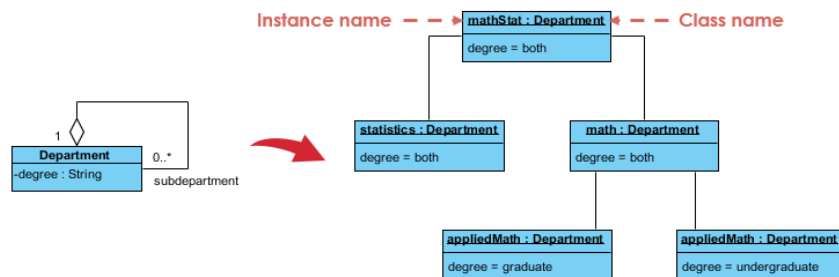 Instance name
mathStat : Department
Class name
degree = both
1
Department
-degree : String
0..*
subdepartment
statistics : Department
degree = both
math : Department
degree = both
appliedMath : Department
degree = graduate
appliedMath : Department
degree = undergraduate